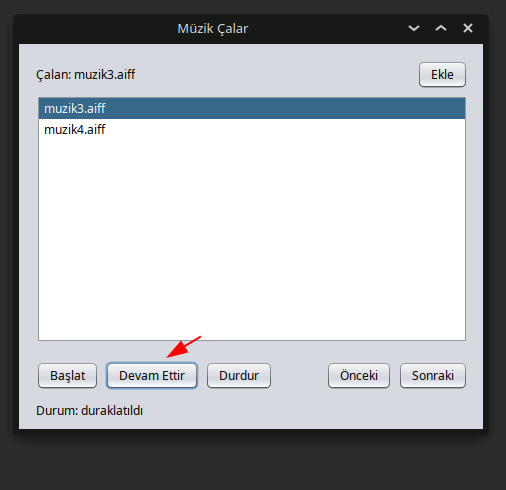 Müzik Çalar
Çalan: muzik3.aiff
Ekle
muzik3.aiff
muzik4.aiff
Başlat
Devam Ettir
Durdur
Önceki
Sonraki
Durum: duraklatıldı